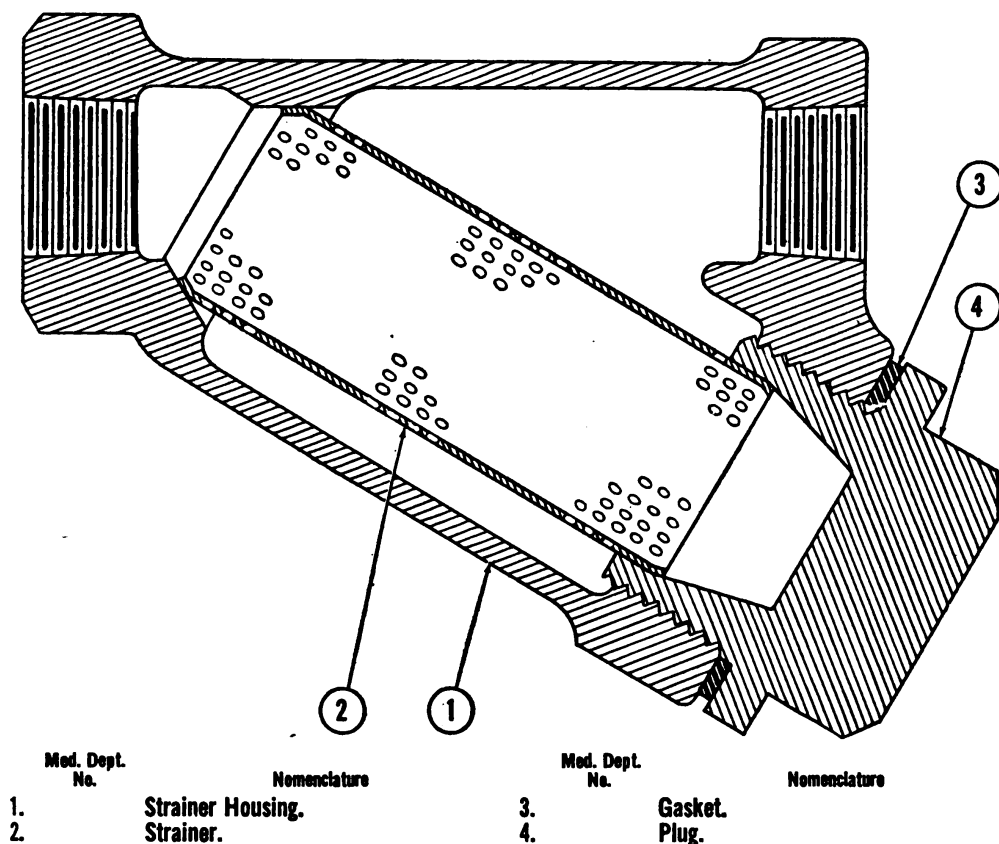 3
4
2
1
Med. Dept. No. Nomenclature Med. Dept. No. Nomenclature
1. Strainer Housing. 3. Gasket.
2. Strainer. 4. Plug.